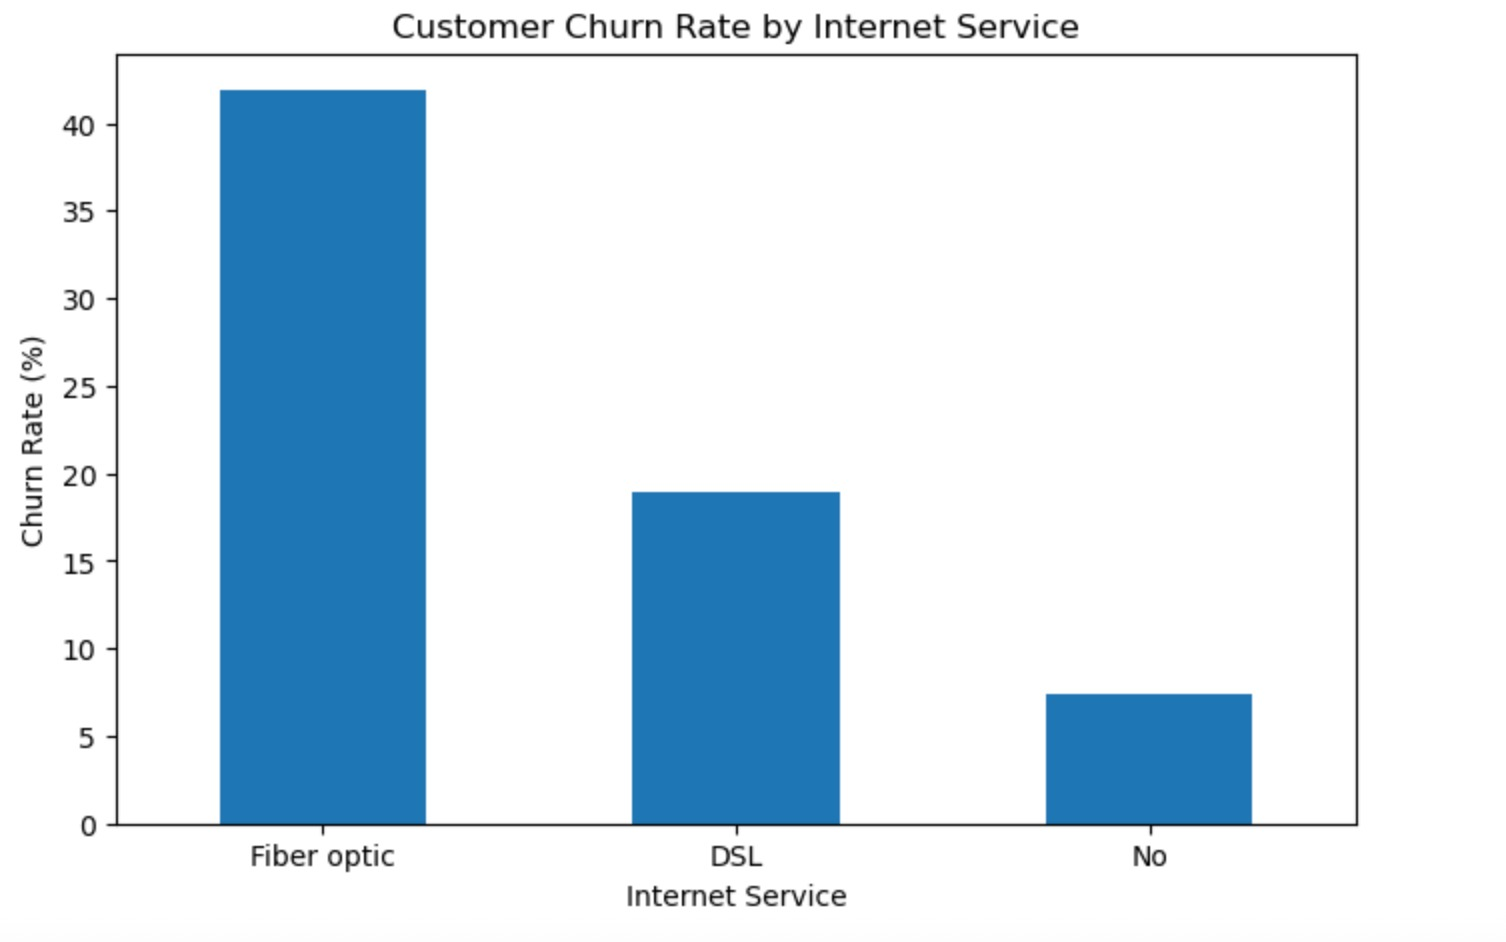 Customer Churn Rate by Internet Service
Churn Rate (%)
40
35
30
25
20
15
10
5
0
Fiber optic DSL No
Internet Service